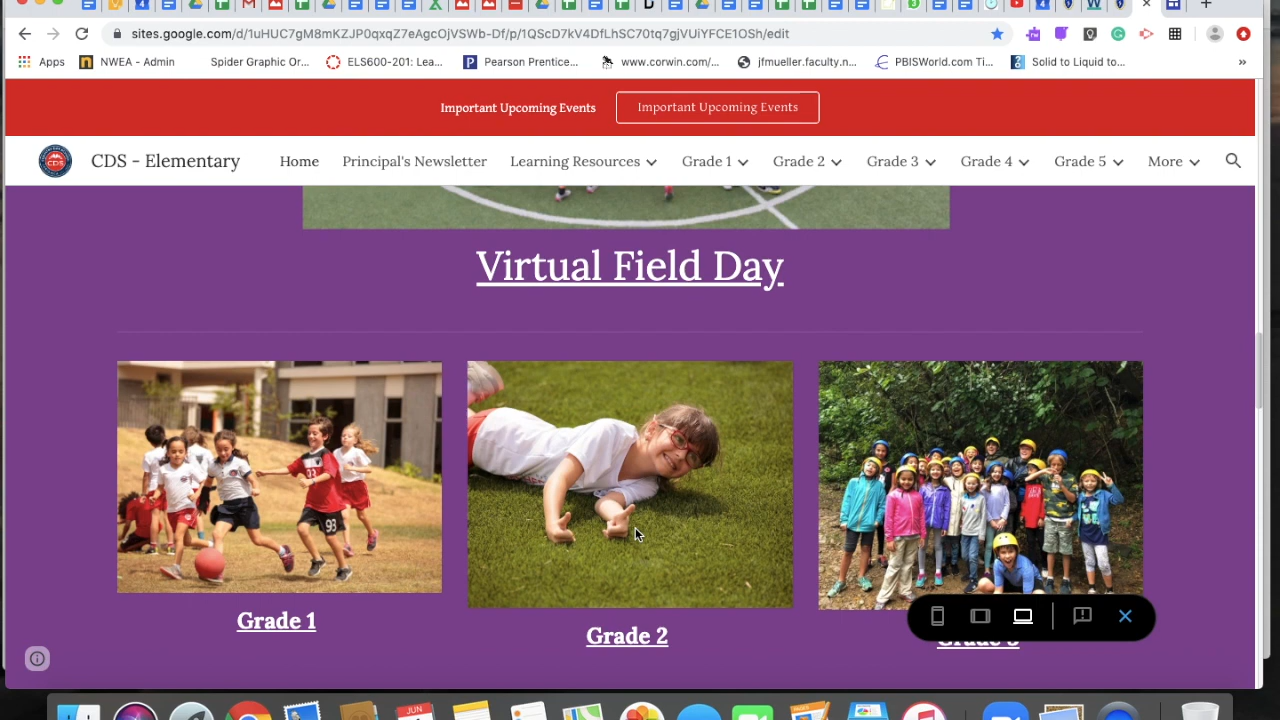 sites.google.com/d/1uHUC7gM8mKZJP0qxqZ7eAgcOjVSWb-Df/p/1QScD7kV4DfLhSC70tq7gjVUiYFCE1OSh/edit
Apps NWEA - Admin Spider Graphic Or... ELS600-201: Lea... Pearson Prentice... www.corwin.com/... jfmueller.faculty.n... PBISWorld.com Ti... Solid to Liquid to... »
Important Upcoming Events Important Upcoming Events
CDS CDS - Elementary Home Principal's Newsletter Learning Resources Grade 1 Grade 2 Grade 3 Grade 4 Grade 5 More
Virtual Field Day
93
Grade 1
Grade 2
JUN